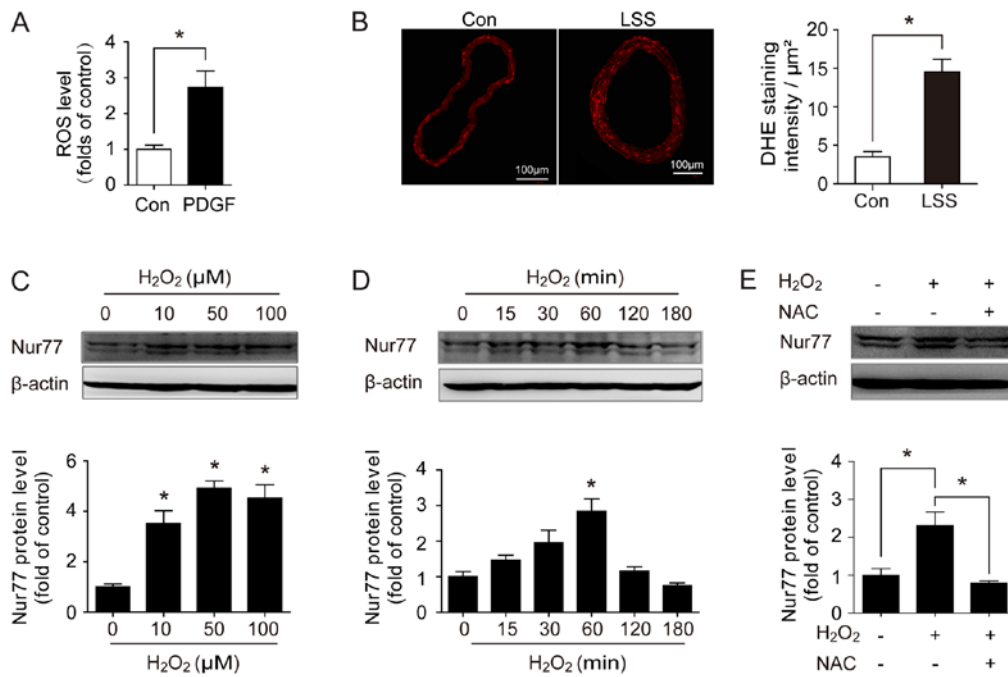 A
ROS level
(folds of control)
4
3
2
1
0
*
Con PDGF
B
Con LSS
100μm 100μm
DHE staining
intensity / μm²
20
15
10
5
0
*
Con LSS
C
H₂O₂ (μM)
0 10 50 100
Nur77
β-actin
Nur77 protein level
(fold of control)
6
4
2
0
* * *
0 10 50 100
H₂O₂ (μM)
D
H₂O₂ (min)
0 15 30 60 120 180
Nur77
β-actin
Nur77 protein level
(fold of control)
4
3
2
1
0
*
0 15 30 60 120 180
H₂O₂ (min)
E
H₂O₂ - + +
NAC - - +
Nur77
β-actin
Nur77 protein level
(fold of control)
4
3
2
1
0
* *
H₂O₂ - + +
NAC - - +